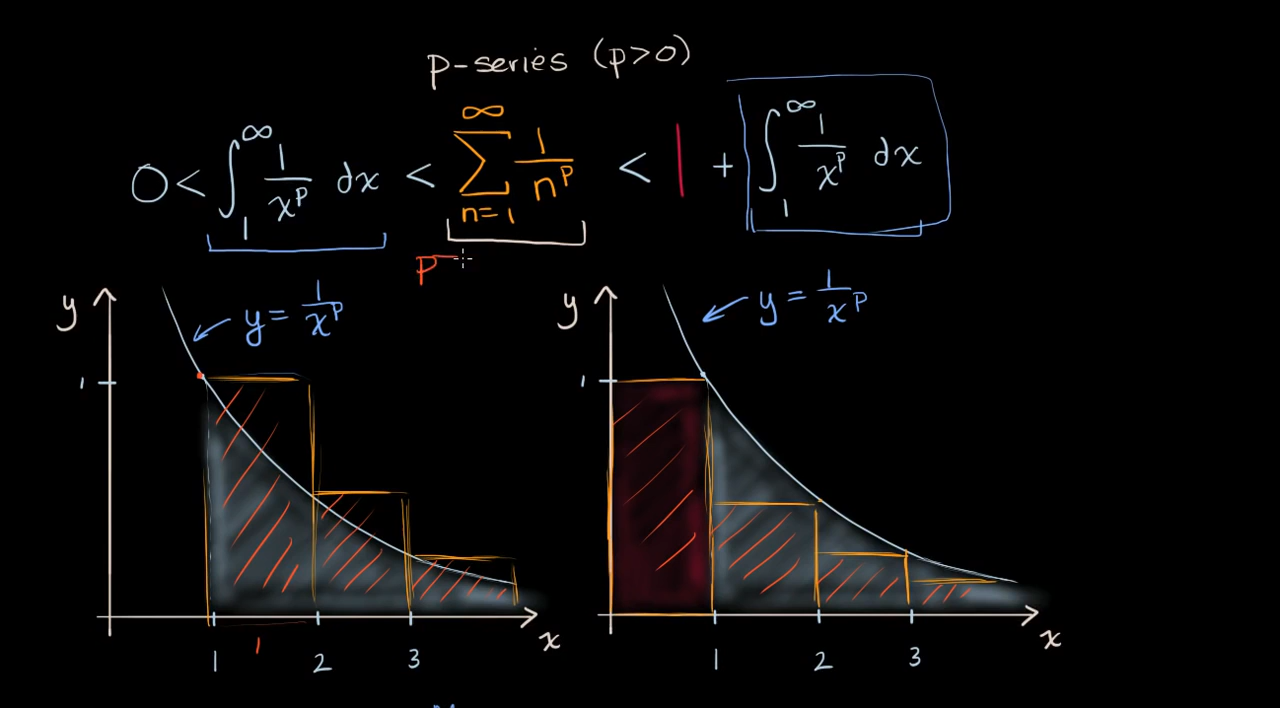 p-series (p>0)
0 < ∫₁^∞ 1/x^p dx < ∑_{n=1}^∞ 1/n^p < 1 + ∫₁^∞ 1/x^p dx
P
y
y = 1/x^p
1
1
1 2 3
x
y
y = 1/x^p
1
1 2 3
x